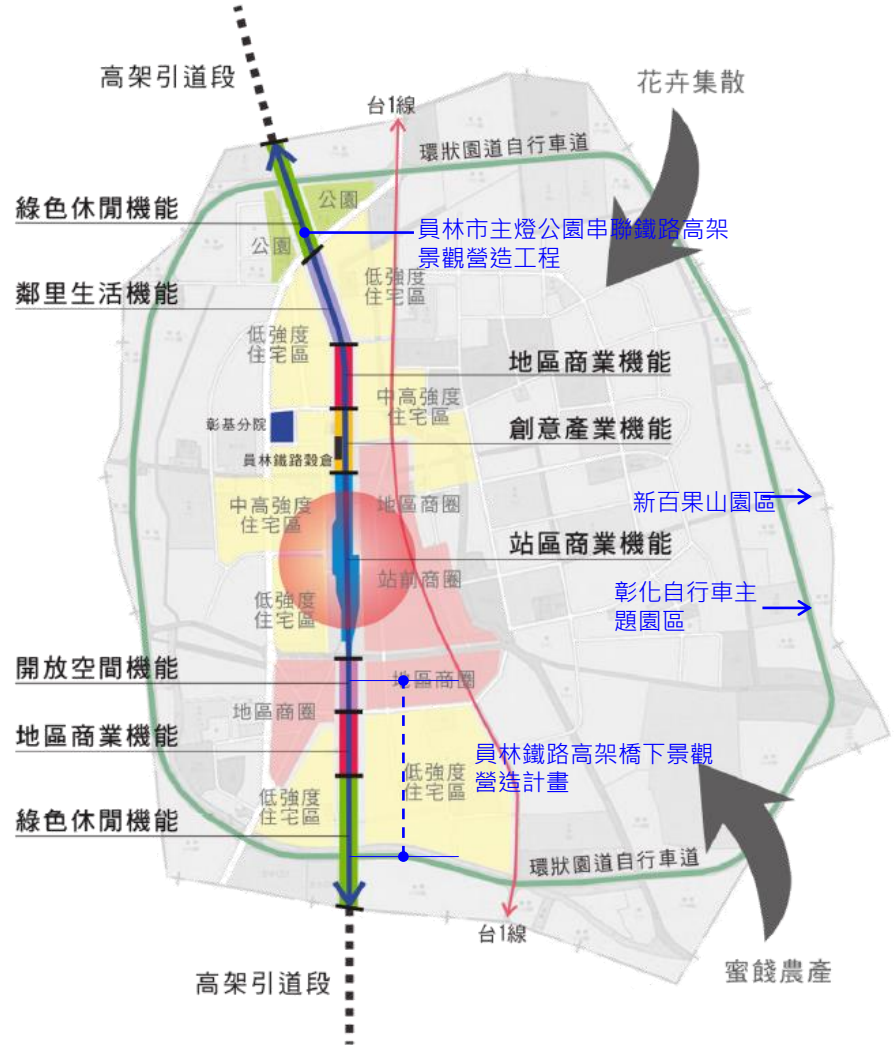 高架引道段
花卉集散
台1線
環狀園道自行車道
公園
綠色休閒機能
員林市主燈公園串聯鐵路高架
景觀營造工程
公園
低強度
住宅區
鄰里生活機能
低強度
住宅區
地區商業機能
中高強度
住宅區
彰基分院
創意產業機能
員林鐵路穀倉
中高強度
住宅區
地區商圈
新百果山園區
站區商業機能
站前商圈
彰化自行車主
題園區
低強度
住宅區
開放空間機能
地區商圈
地區商圈
地區商業機能
員林鐵路高架橋下景觀
營造計畫
低強度
住宅區
低強度
住宅區
綠色休閒機能
環狀園道自行車道
台1線
蜜餞農產
高架引道段